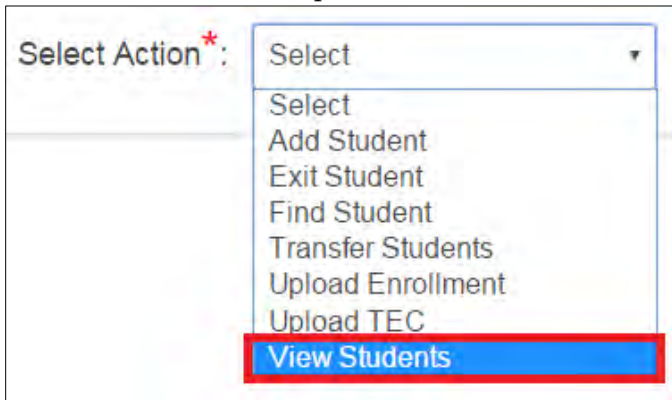 Select Action*: Select
Select
Add Student
Exit Student
Find Student
Transfer Students
Upload Enrollment
Upload TEC
View Students